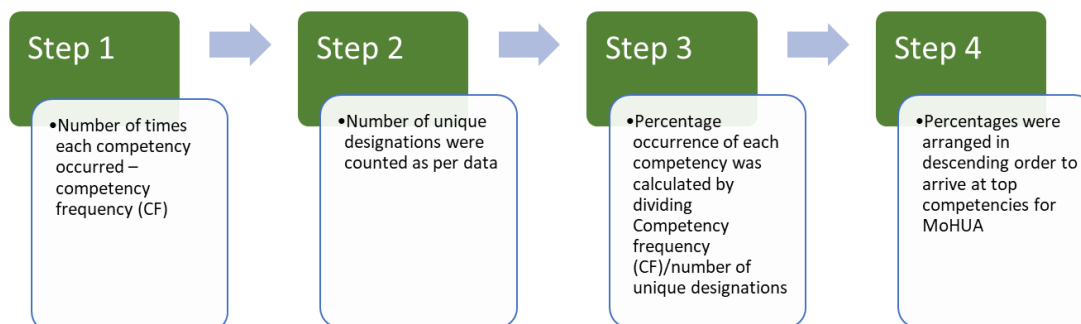 Step 1
•Number of times
each competency
occurred –
competency
frequency (CF)
Step 2
•Number of unique
designations were
counted as per data
Step 3
•Percentage
occurrence of each
competency was
calculated by
dividing
Competency
frequency
(CF)/number of
unique designations
Step 4
•Percentages were
arranged in
descending order to
arrive at top
competencies for
MoHUA